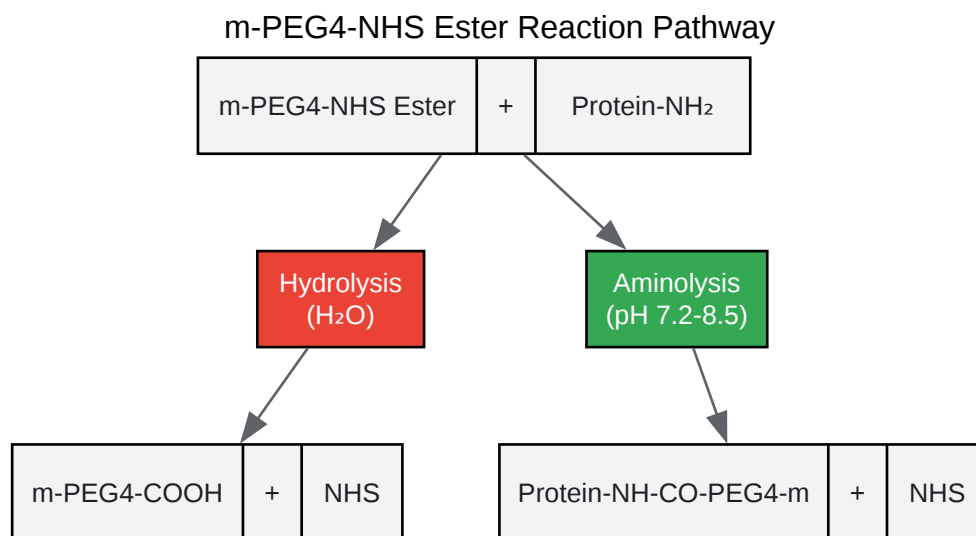 m-PEG4-NHS Ester Reaction Pathway
m-PEG4-NHS Ester + Protein-NH₂
Hydrolysis
(H₂O)
Aminolysis
(pH 7.2-8.5)
m-PEG4-COOH + NHS
Protein-NH-CO-PEG4-m + NHS